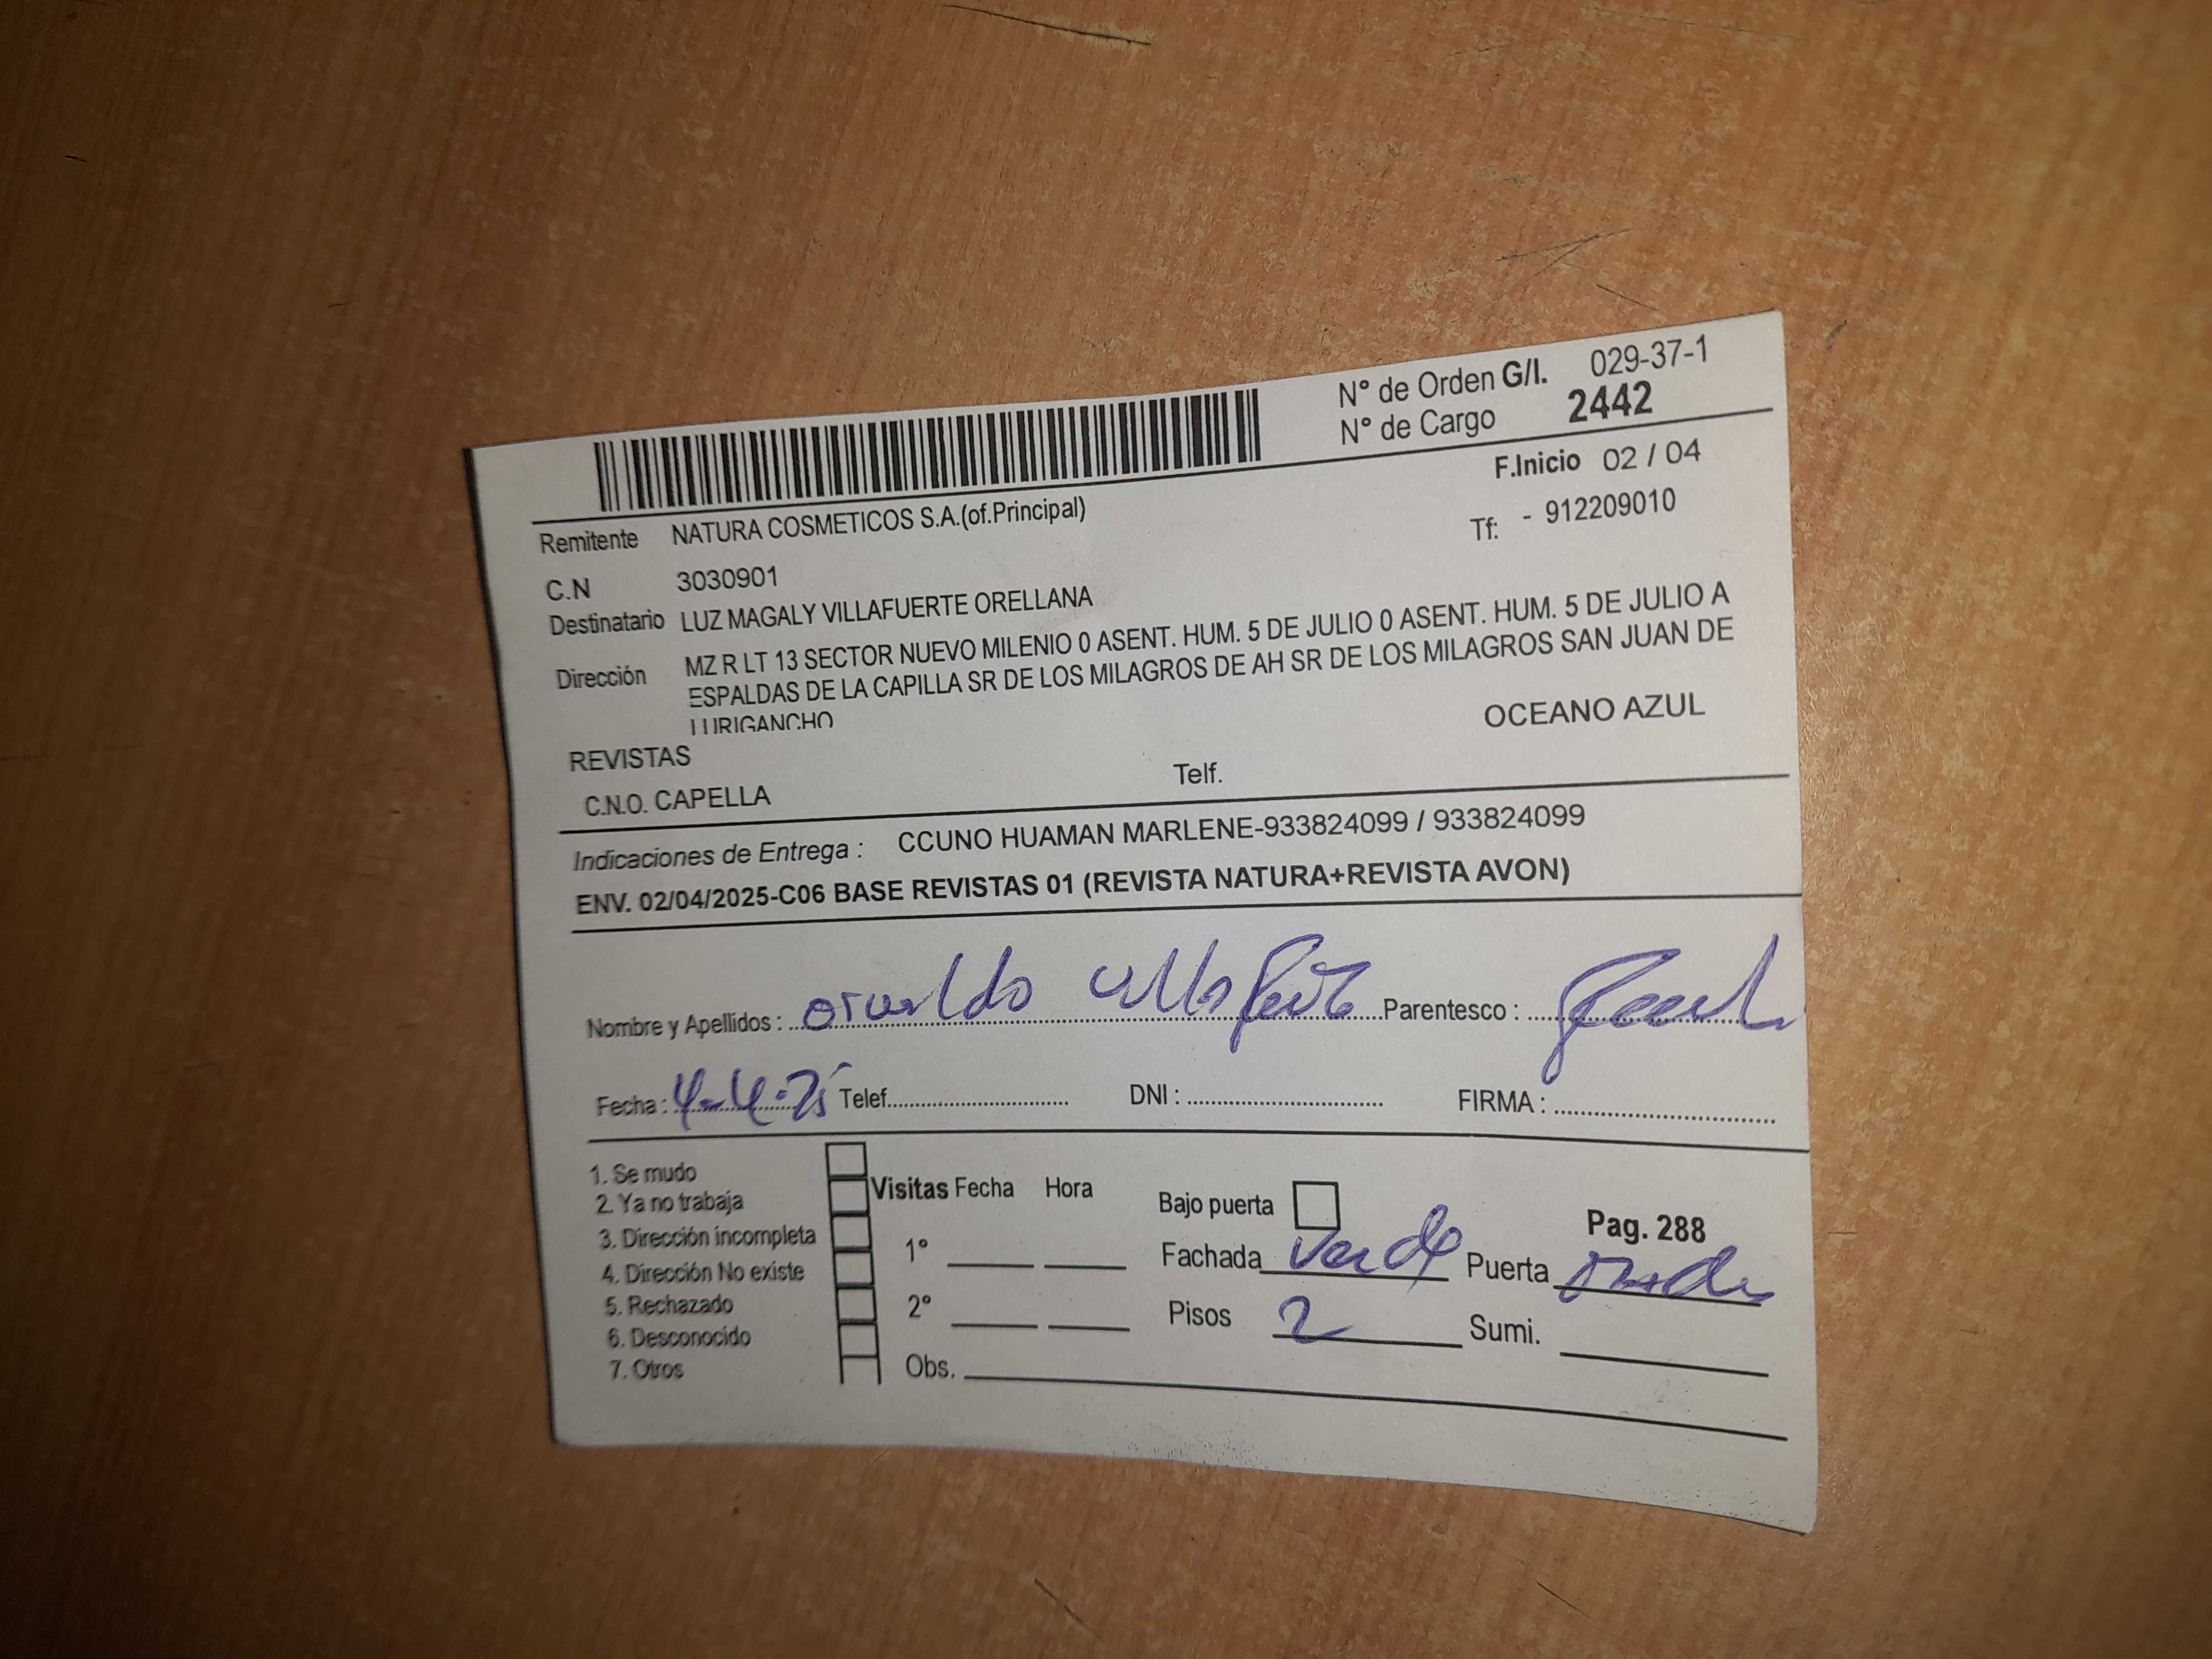 N° de Orden G/I. 029-37-1
N° de Cargo 2442
F.Inicio 02 / 04
Remitente NATURA COSMETICOS S.A.(of.Principal)
Tf: - 912209010
C.N 3030901
Destinatario LUZ MAGALY VILLAFUERTE ORELLANA
Dirección MZ R LT 13 SECTOR NUEVO MILENIO 0 ASENT. HUM. 5 DE JULIO 0 ASENT. HUM. 5 DE JULIO A
ESPALDAS DE LA CAPILLA SR DE LOS MILAGROS DE AH SR DE LOS MILAGROS SAN JUAN DE
LURIGANCHO
OCEANO AZUL
REVISTAS
C.N.O. CAPELLA Telf.
Indicaciones de Entrega : CCUNO HUAMAN MARLENE-933824099 / 933824099
ENV. 02/04/2025-C06 BASE REVISTAS 01 (REVISTA NATURA+REVISTA AVON)
Nombre y Apellidos : Parentesco :
Fecha : 4-4-25 Telef. DNI : FIRMA :
1. Se mudo
2. Ya no trabaja
3. Dirección incompleta
4. Dirección No existe
5. Rechazado
6. Desconocido
7. Otros
Visitas Fecha Hora
1°
2°
Obs.
Bajo puerta
Pag. 288
Fachada Verde Puerta
Pisos 2 Sumi.